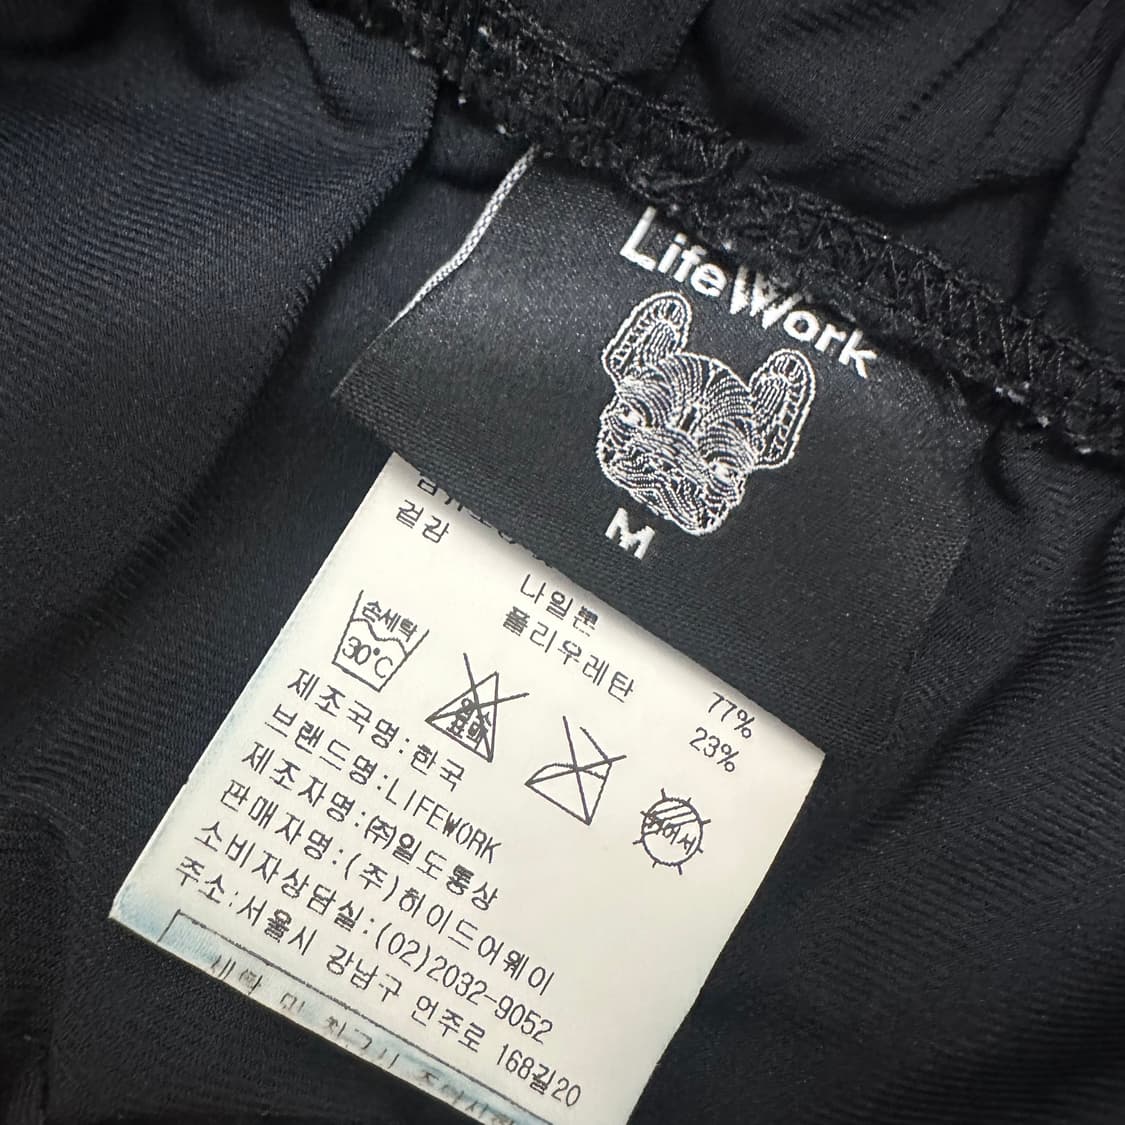 LifeWork
M
겉감
나일론
77%
폴리우레탄
23%
손세탁
30°C
제조국명:한국
브랜드명:LIFEWORK
제조자명:㈜일도통상
판매자명:(주)하이드어웨이
소비자상담실:(02)2032-9052
주소:서울시 강남구 언주로 168길20